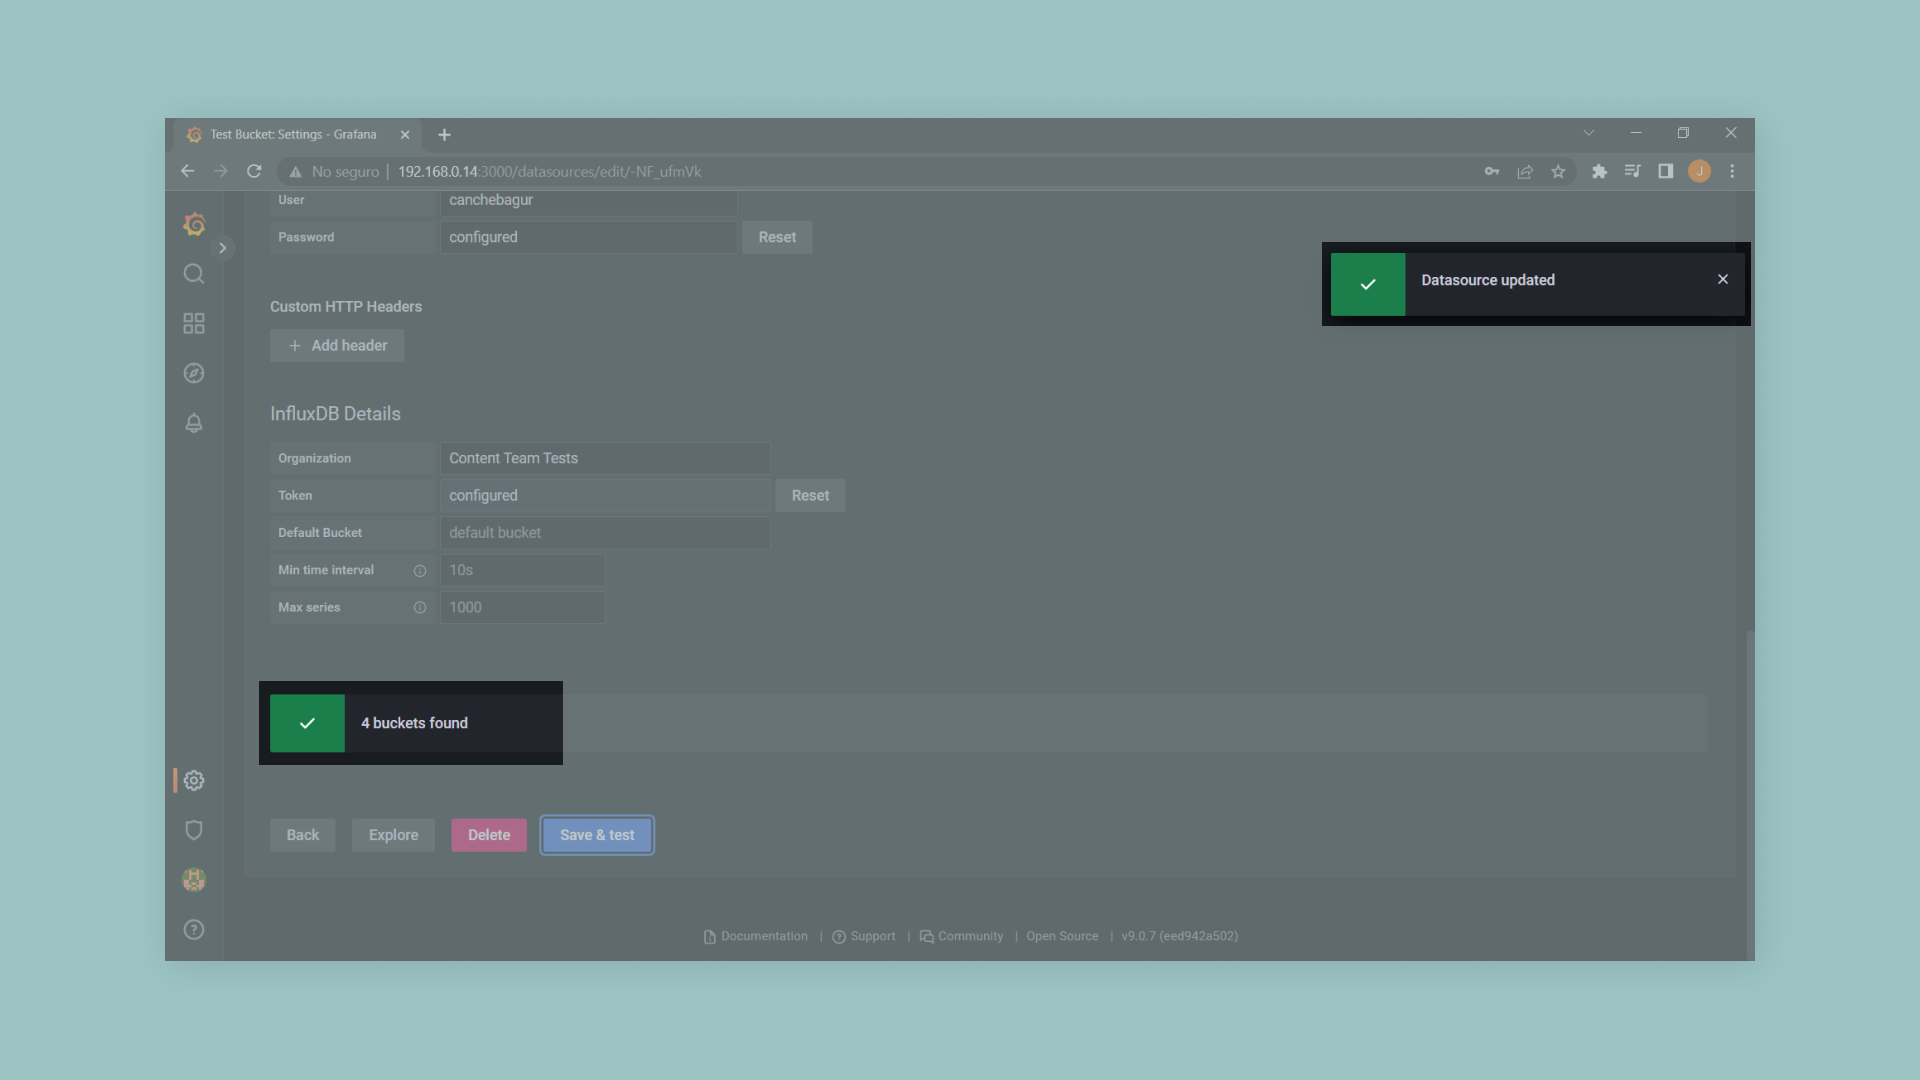 Test Bucket: Settings - Grafana
No seguro | 192.168.0.14:3000/datasources/edit/-NF_ufmVk
J
User canchebagur
Password configured Reset
Datasource updated
Custom HTTP Headers
+ Add header
InfluxDB Details
Organization Content Team Tests
Token configured Reset
Default Bucket default bucket
Min time interval 10s
Max series 1000
4 buckets found
Back Explore Delete Save & test
Documentation | Support | Community | Open Source | v9.0.7 (eed942a502)